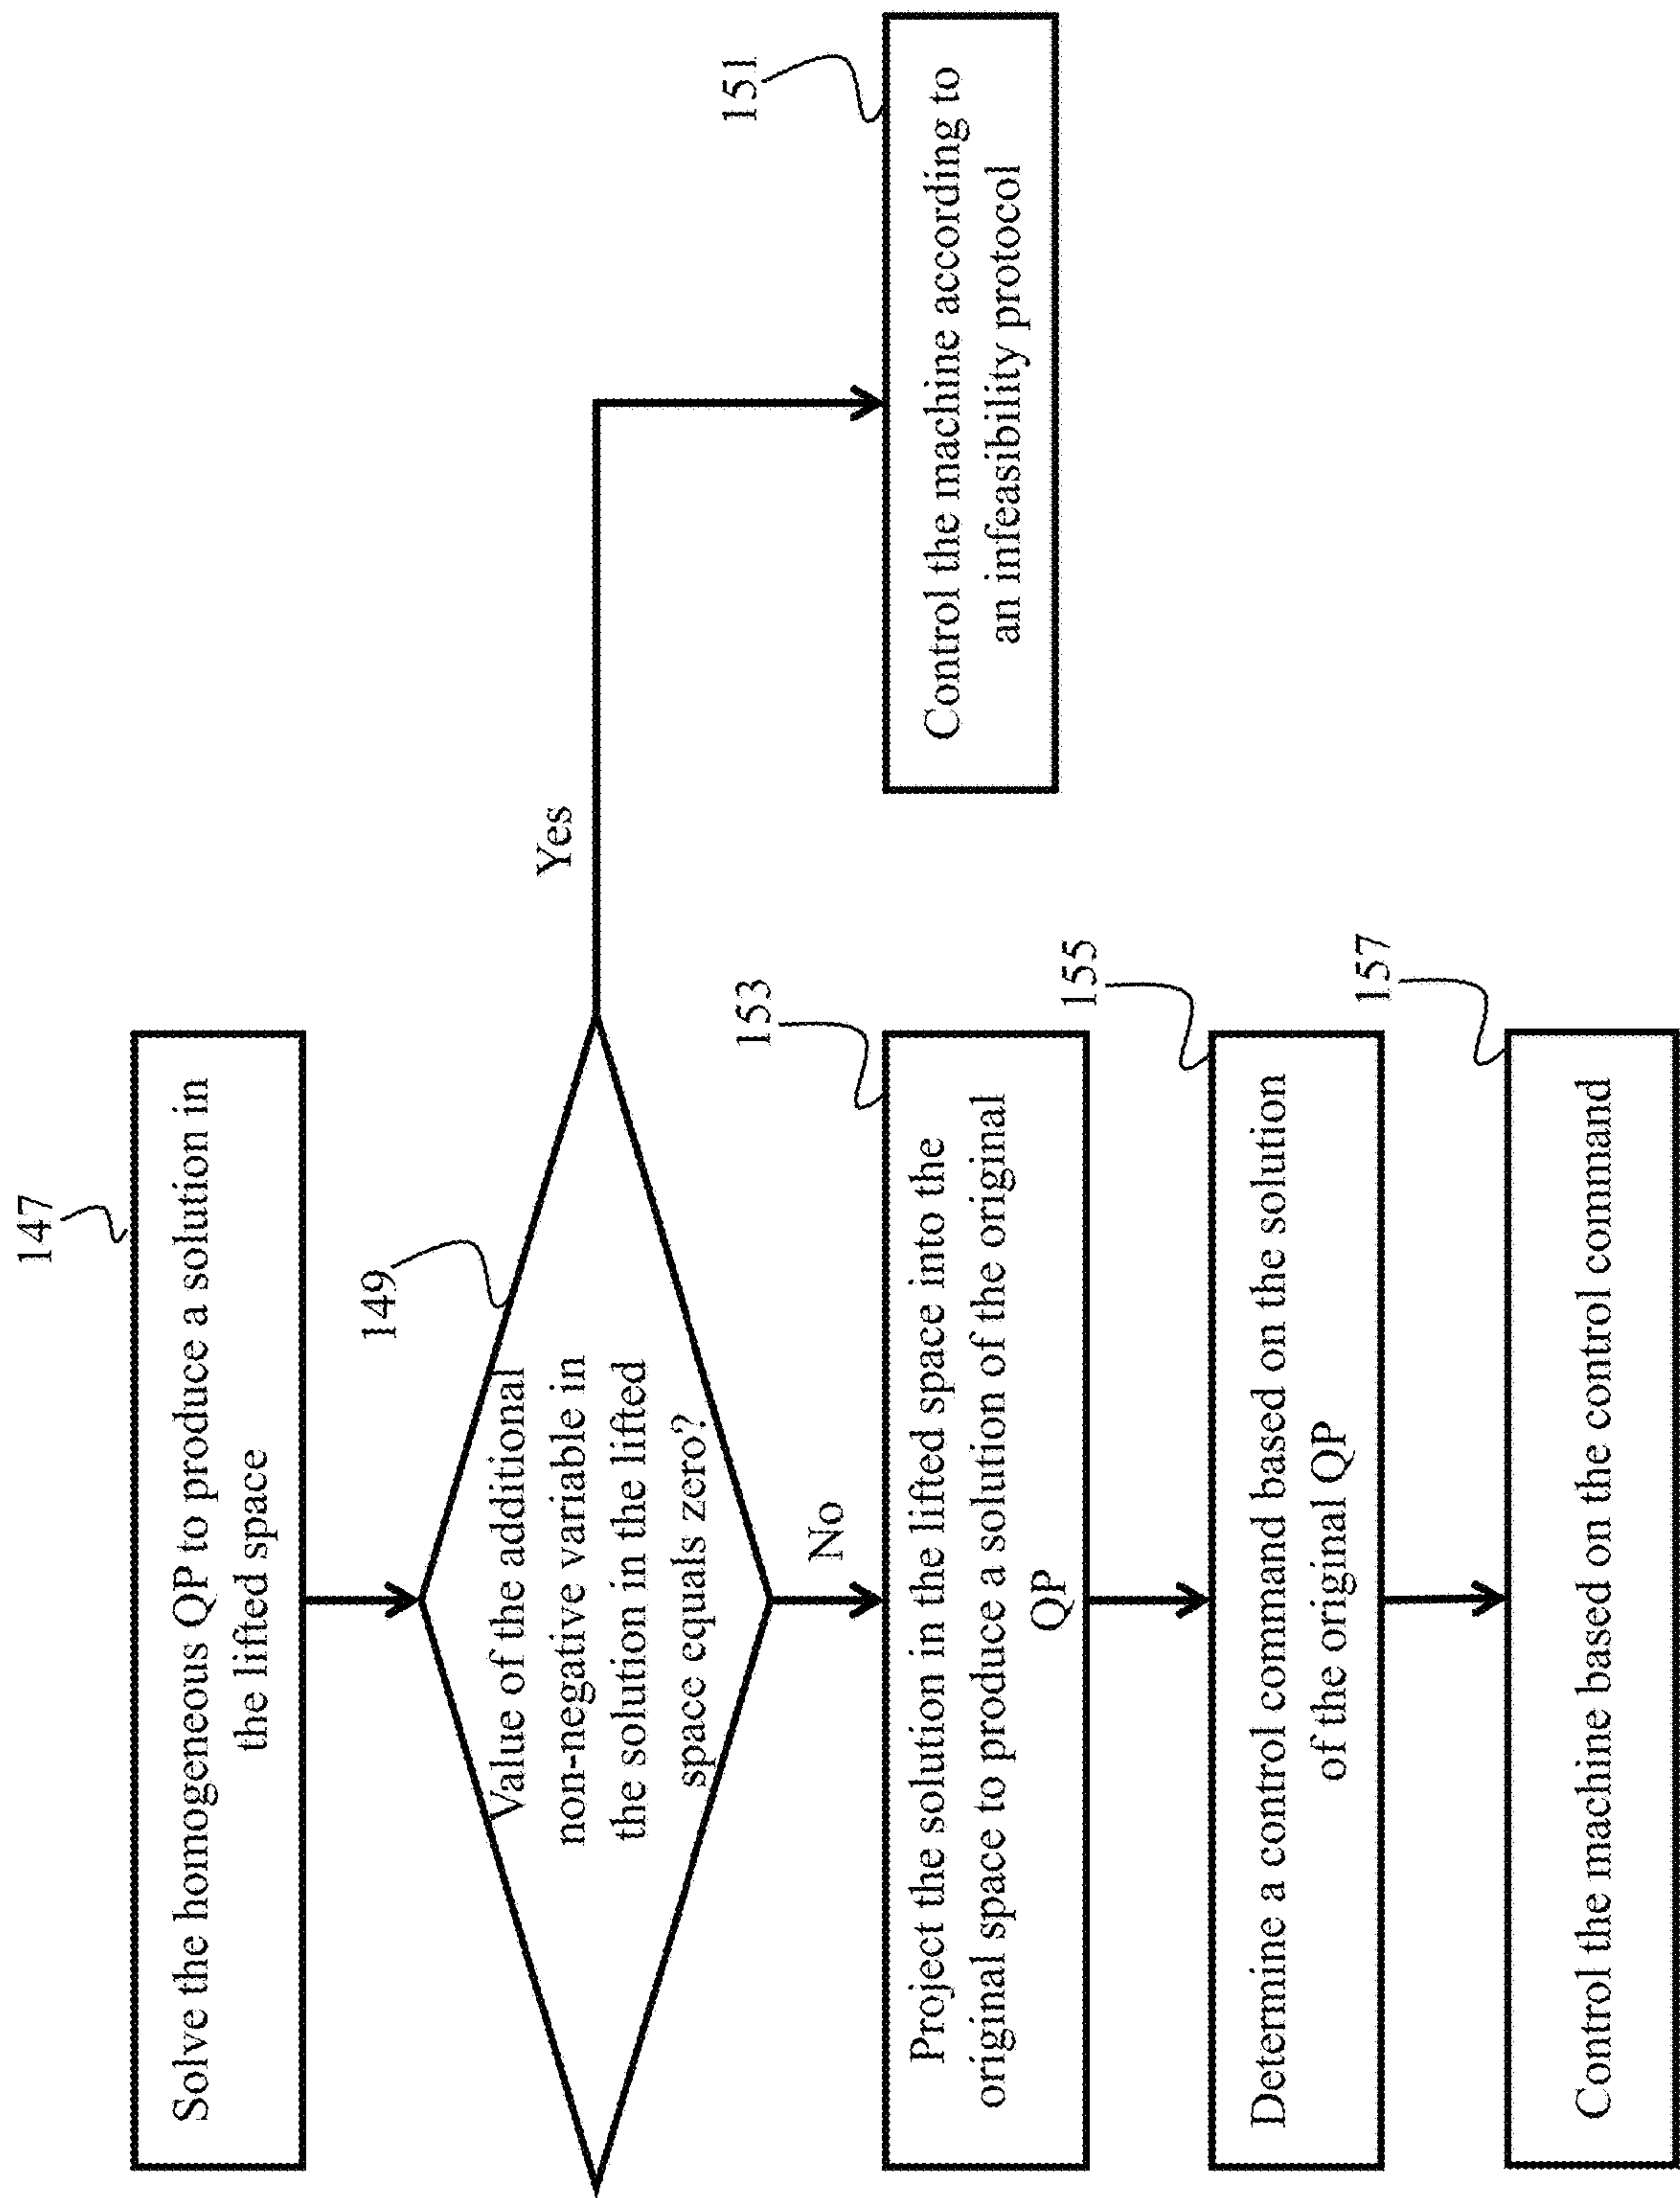 147
Solve the homogeneous QP to produce a solution in
the lifted space
149
Value of the additional
non-negative variable in
the solution in the lifted
space equals zero?
Yes
151
Control the machine according to
an infeasibility protocol
No
153
Project the solution in the lifted space into the
original space to produce a solution of the original
QP
155
Determine a control command based on the solution
of the original QP
157
Control the machine based on the control command